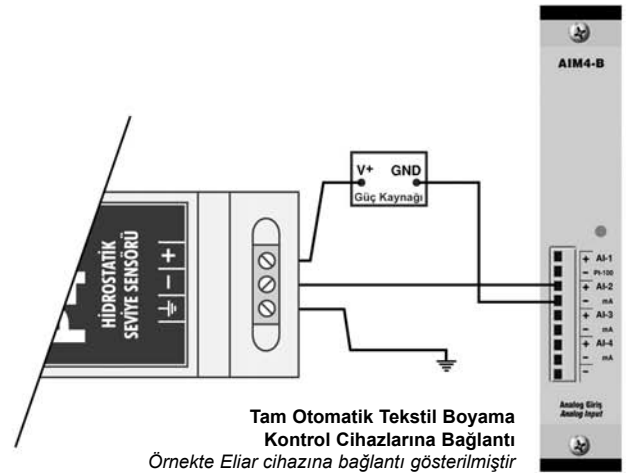 AIM4-B
V+ GND
Güç Kaynağı
HİDROSTATİK
SEVİYE SENSÖRÜ
+
−
+ AI-1
− Pt-100
+ AI-2
− mA
+ AI-3
−
+ AI-4
− mA
−
Analog Giriş
Analog Input
Tam Otomatik Tekstil Boyama
Kontrol Cihazlarına Bağlantı
Örnekte Eliar cihazına bağlantı gösterilmiştir